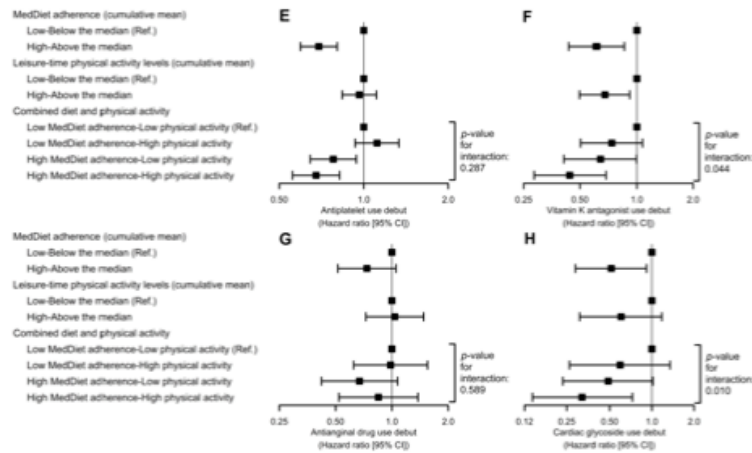 MedDiet adherence (cumulative mean)
Low-Below the median (Ref.)
High-Above the median
Leisure-time physical activity levels (cumulative mean)
Low-Below the median (Ref.)
High-Above the median
Combined diet and physical activity
Low MedDiet adherence-Low physical activity (Ref.)
Low MedDiet adherence-High physical activity
High MedDiet adherence-Low physical activity
High MedDiet adherence-High physical activity
E
p-value
for
interaction:
0.287
0.50 1.0 2.0
Antiplatelet use debut
(Hazard ratio [95% CI])
F
p-value
for
interaction:
0.044
0.25 0.50 1.0 2.0
Vitamin K antagonist use debut
(Hazard ratio [95% CI])
MedDiet adherence (cumulative mean)
Low-Below the median (Ref.)
High-Above the median
Leisure-time physical activity levels (cumulative mean)
Low-Below the median (Ref.)
High-Above the median
Combined diet and physical activity
Low MedDiet adherence-Low physical activity (Ref.)
Low MedDiet adherence-High physical activity
High MedDiet adherence-Low physical activity
High MedDiet adherence-High physical activity
G
p-value
for
interaction:
0.589
0.25 0.50 1.0 2.0
Antianginal drug use debut
(Hazard ratio [95% CI])
H
p-value
for
interaction:
0.010
0.12 0.25 0.50 1.0 2.0
Cardiac glycoside use debut
(Hazard ratio [95% CI])